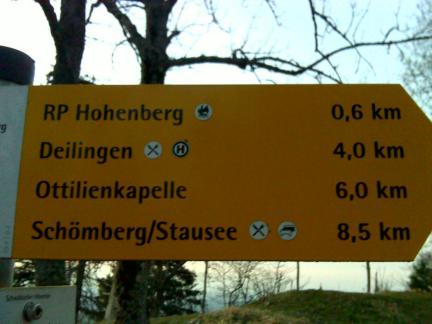 RP Hohenberg 0,6 km
Deilingen H 4,0 km
Ottilienkapelle 6,0 km
Schömberg/Stausee 8,5 km